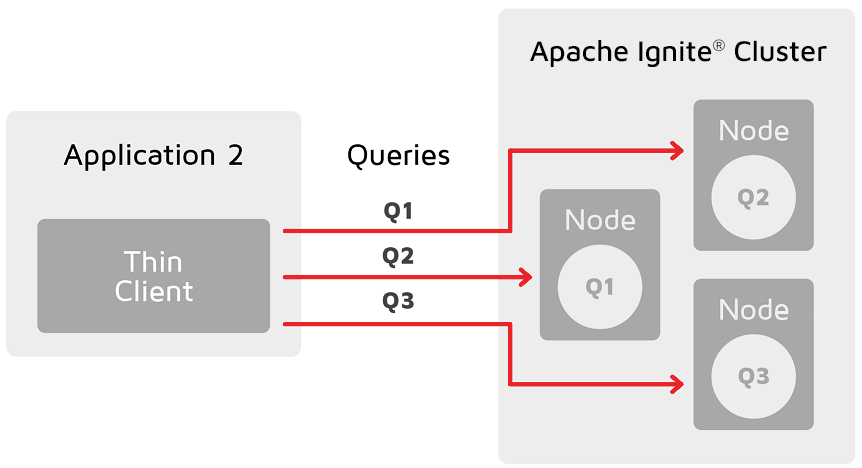 Apache Ignite® Cluster
Application 2
Queries
Thin
Client
Q1
Q2
Q3
Node
Q2
Node
Q1
Node
Q3